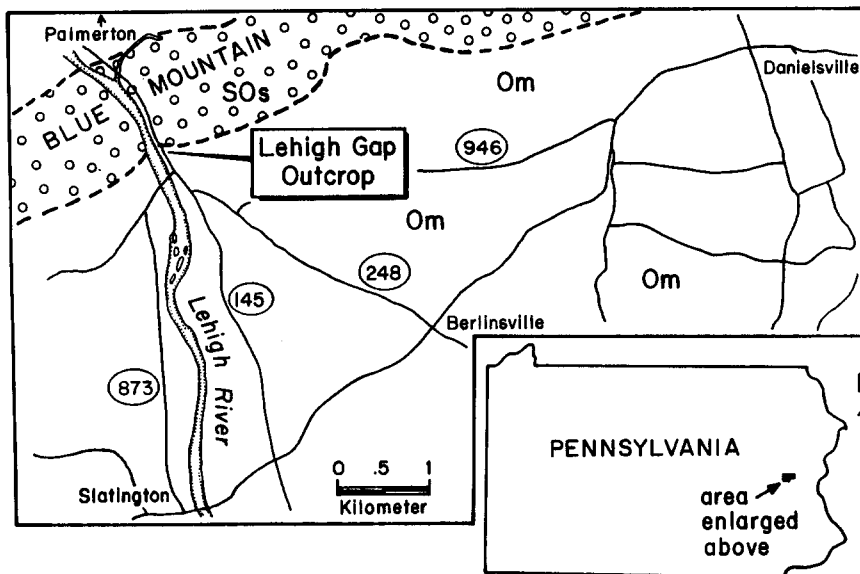 Palmerton
BLUE MOUNTAIN
SOs
Om
Danielsville
Lehigh Gap
Outcrop
946
Om
248
Om
145
Berlinsville
873
Lehigh River
Slatington
0 .5 1
Kilometer
PENNSYLVANIA
area
enlarged
above